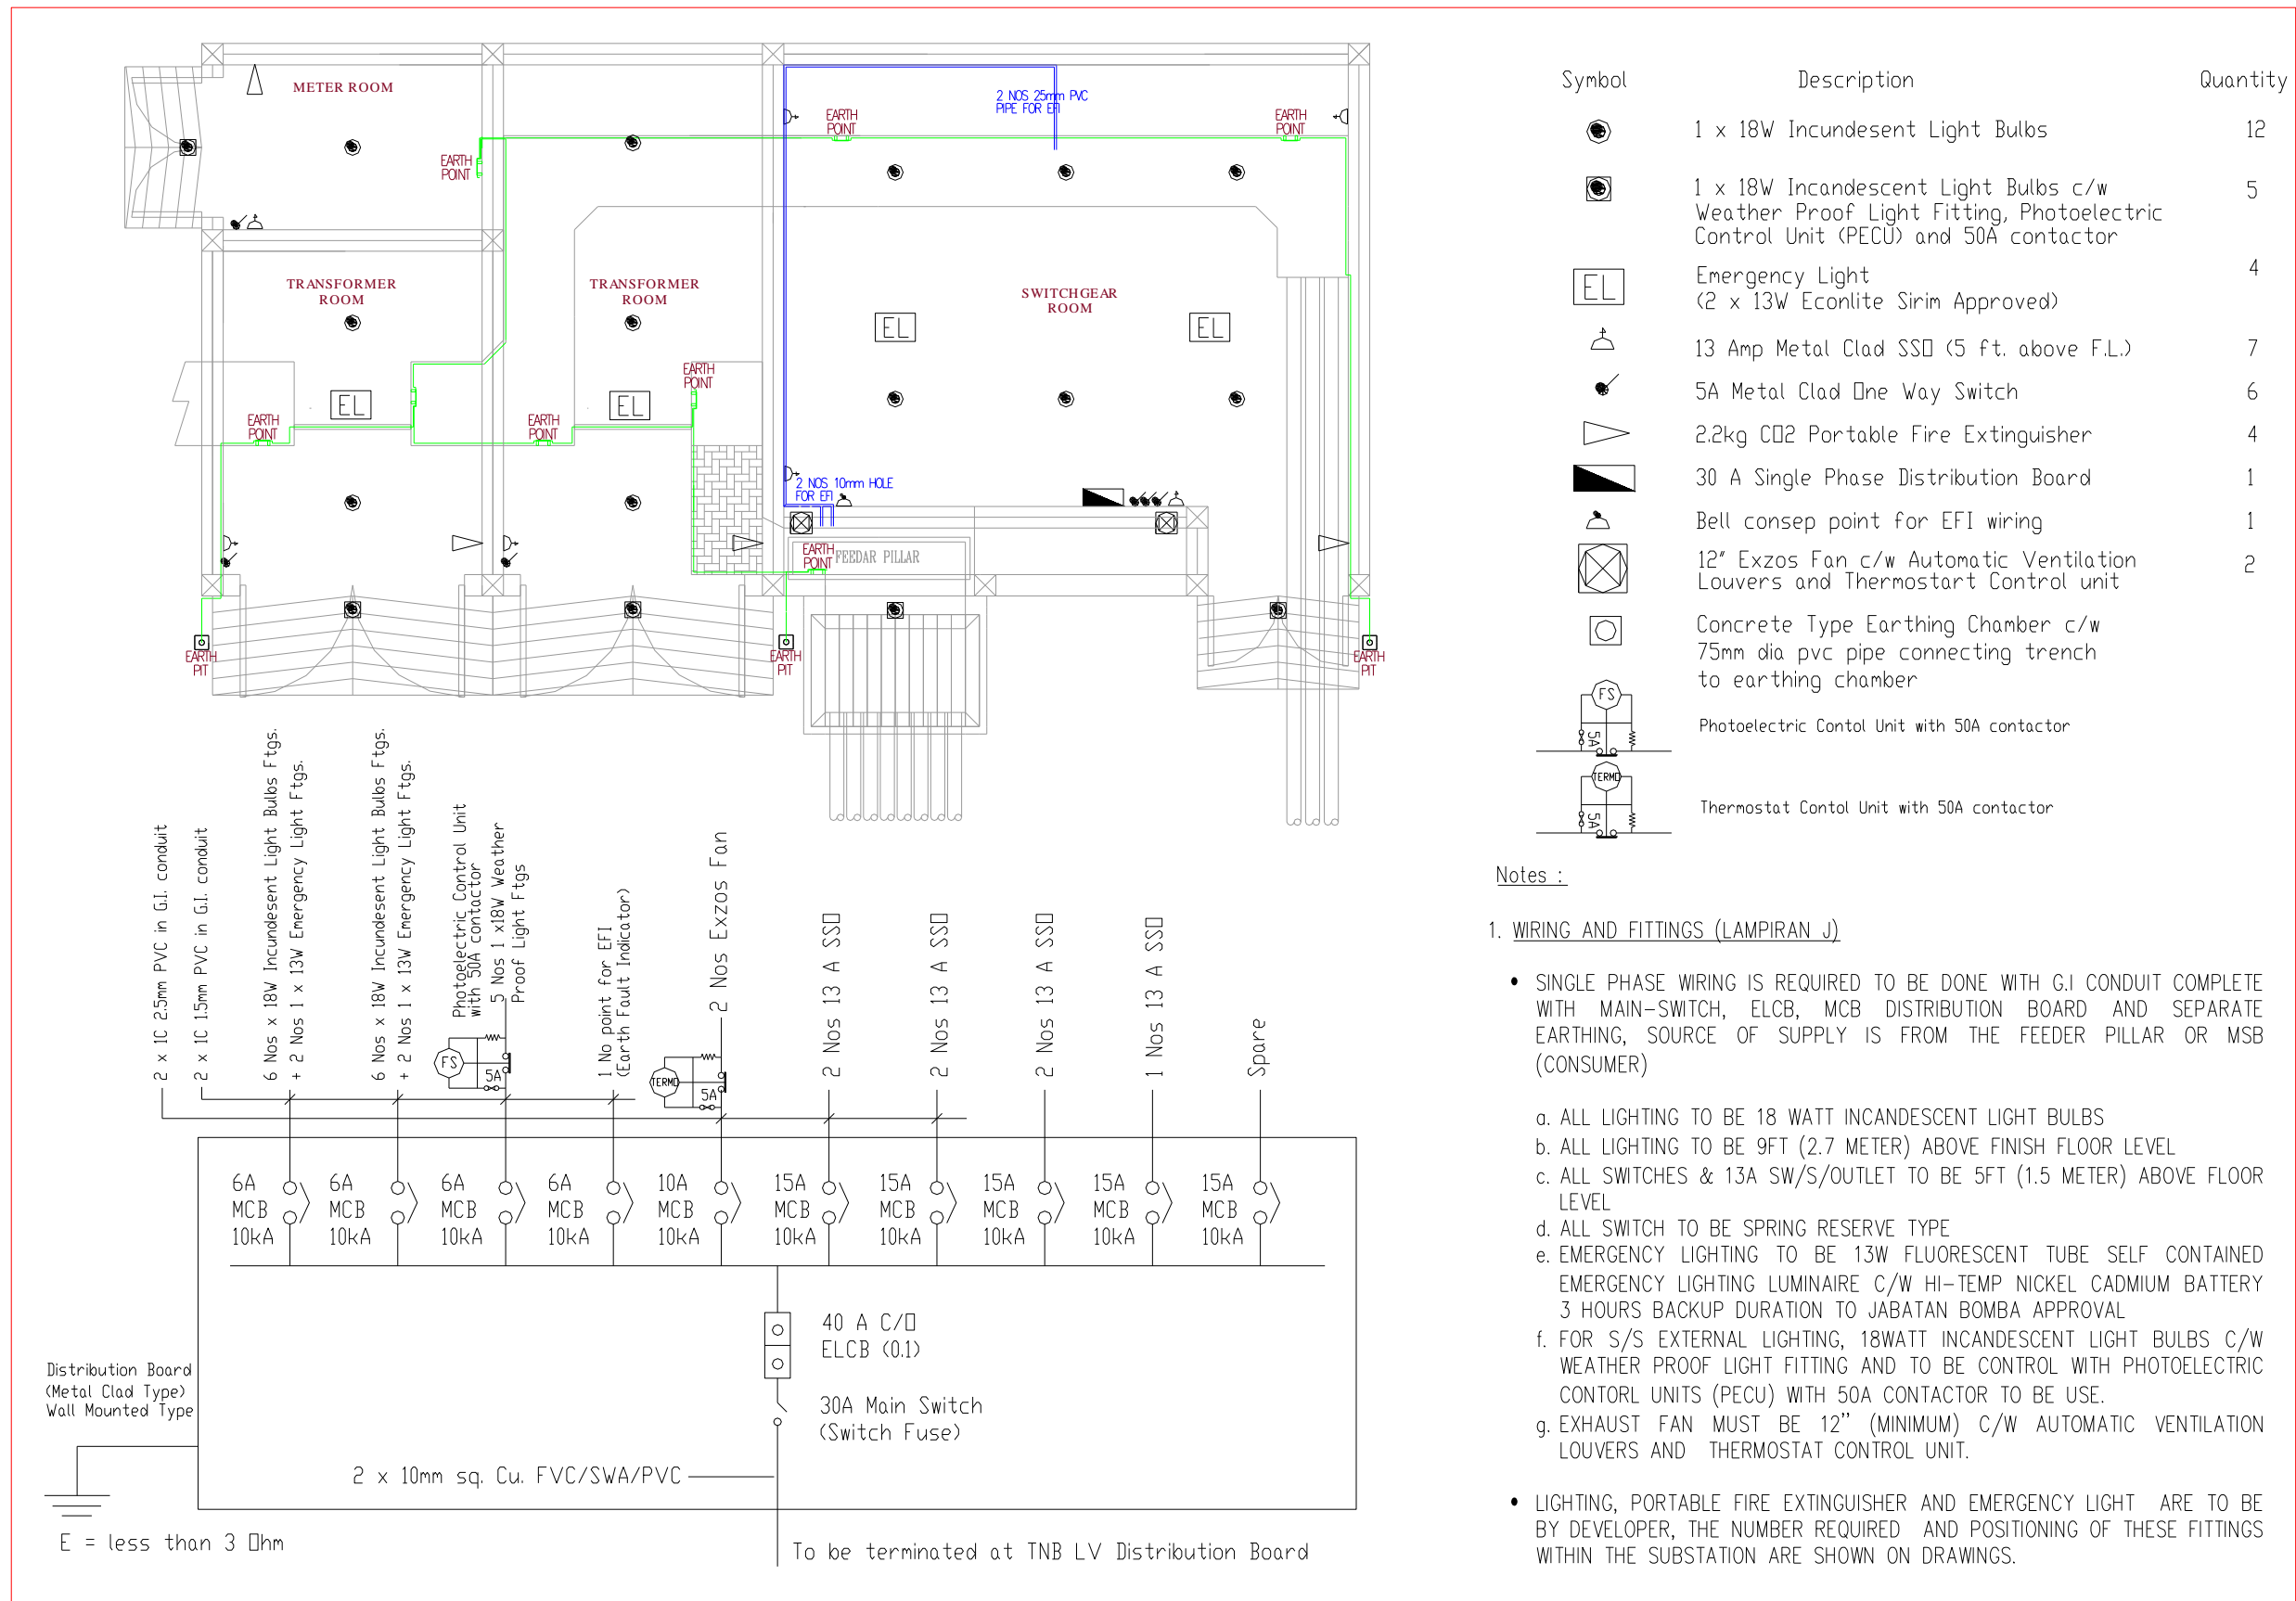 METER ROOM
2 NOS 25mm PVC
PIPE FOR EFI
EARTH
POINT
EARTH
POINT
EARTH
POINT
TRANSFORMER
ROOM
TRANSFORMER
ROOM
SWITCHGEAR
ROOM
EL
EL
EARTH
POINT
EL
EL
EARTH
POINT
EARTH
POINT
2 NOS 10mm HOLE
FOR EFI
EARTH
POINT
FEEDAR PILLAR
EARTH
PIT
EARTH
PIT
EARTH
PIT
Symbol
Description
Quantity
1 x 18W Incundesent Light Bulbs
12
1 x 18W Incandescent Light Bulbs c/w
Weather Proof Light Fitting, Photoelectric
Control Unit (PECU) and 50A contactor
5
EL
Emergency Light
(2 x 13W Econlite Sirim Approved)
4
13 Amp Metal Clad SSO (5 ft. above F.L.)
7
5A Metal Clad One Way Switch
6
2.2kg CO2 Portable Fire Extinguisher
4
30 A Single Phase Distribution Board
1
Bell consep point for EFI wiring
1
12" Exzos Fan c/w Automatic Ventilation
Louvers and Thermostart Control unit
2
Concrete Type Earthing Chamber c/w
75mm dia pvc pipe connecting trench
to earthing chamber
FS
5A
Photoelectric Contol Unit with 50A contactor
TERMO
5A
Thermostat Contol Unit with 50A contactor
2 x 1C 2.5mm PVC in G.I. conduit
2 x 1C 1.5mm PVC in G.I. conduit
6 Nos x 18W Incundesent Light Bulbs Ftgs.
+ 2 Nos 1 x 13W Emergency Light Ftgs.
6 Nos x 18W Incundesent Light Bulbs Ftgs.
+ 2 Nos 1 x 13W Emergency Light Ftgs.
Photoelectric Control Unit
with 50A contactor
5 Nos 1 x18W Weather
Proof Light Ftgs
1 No point for EFI
(Earth Fault Indicator)
2 Nos Exzos Fan
2 Nos 13 A SSO
2 Nos 13 A SSO
2 Nos 13 A SSO
1 Nos 13 A SSO
Spare
FS
5A
TERMO
5A
6A
MCB
10kA
6A
MCB
10kA
6A
MCB
10kA
6A
MCB
10kA
10A
MCB
10kA
15A
MCB
10kA
15A
MCB
10kA
15A
MCB
10kA
15A
MCB
10kA
15A
MCB
10kA
40 A C/O
ELCB (0.1)
30A Main Switch
(Switch Fuse)
2 x 10mm sq. Cu. FVC/SWA/PVC
To be terminated at TNB LV Distribution Board
Distribution Board
(Metal Clad Type)
Wall Mounted Type
E = less than 3 Ohm
Notes :
1. WIRING AND FITTINGS (LAMPIRAN J)
• SINGLE PHASE WIRING IS REQUIRED TO BE DONE WITH G.I CONDUIT COMPLETE
WITH MAIN-SWITCH, ELCB, MCB DISTRIBUTION BOARD AND SEPARATE
EARTHING, SOURCE OF SUPPLY IS FROM THE FEEDER PILLAR OR MSB
(CONSUMER)
a. ALL LIGHTING TO BE 18 WATT INCANDESCENT LIGHT BULBS
b. ALL LIGHTING TO BE 9FT (2.7 METER) ABOVE FINISH FLOOR LEVEL
c. ALL SWITCHES & 13A SW/S/OUTLET TO BE 5FT (1.5 METER) ABOVE FLOOR
LEVEL
d. ALL SWITCH TO BE SPRING RESERVE TYPE
e. EMERGENCY LIGHTING TO BE 13W FLUORESCENT TUBE SELF CONTAINED
EMERGENCY LIGHTING LUMINAIRE C/W HI-TEMP NICKEL CADMIUM BATTERY
3 HOURS BACKUP DURATION TO JABATAN BOMBA APPROVAL
f. FOR S/S EXTERNAL LIGHTING, 18WATT INCANDESCENT LIGHT BULBS C/W
WEATHER PROOF LIGHT FITTING AND TO BE CONTROL WITH PHOTOELECTRIC
CONTORL UNITS (PECU) WITH 50A CONTACTOR TO BE USE.
g. EXHAUST FAN MUST BE 12’’ (MINIMUM) C/W AUTOMATIC VENTILATION
LOUVERS AND THERMOSTAT CONTROL UNIT.
• LIGHTING, PORTABLE FIRE EXTINGUISHER AND EMERGENCY LIGHT ARE TO BE
BY DEVELOPER, THE NUMBER REQUIRED AND POSITIONING OF THESE FITTINGS
WITHIN THE SUBSTATION ARE SHOWN ON DRAWINGS.